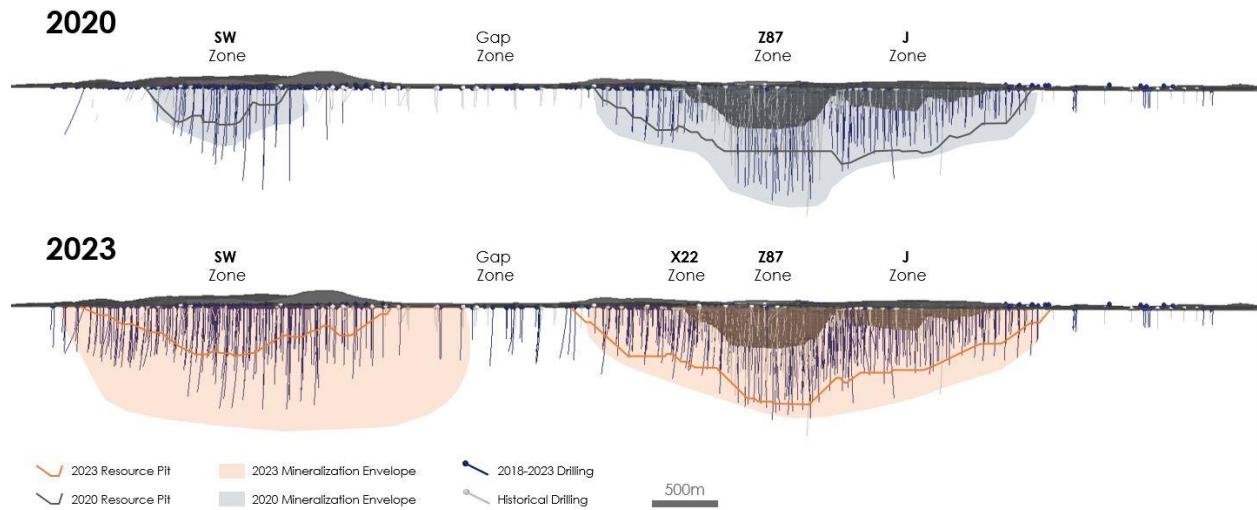 2020
SW
Zone
Gap
Zone
Z87
Zone
J
Zone
2023
SW
Zone
Gap
Zone
X22
Zone
Z87
Zone
J
Zone
2023 Resource Pit
2023 Mineralization Envelope
2018-2023 Drilling
2020 Resource Pit
2020 Mineralization Envelope
Historical Drilling
500m